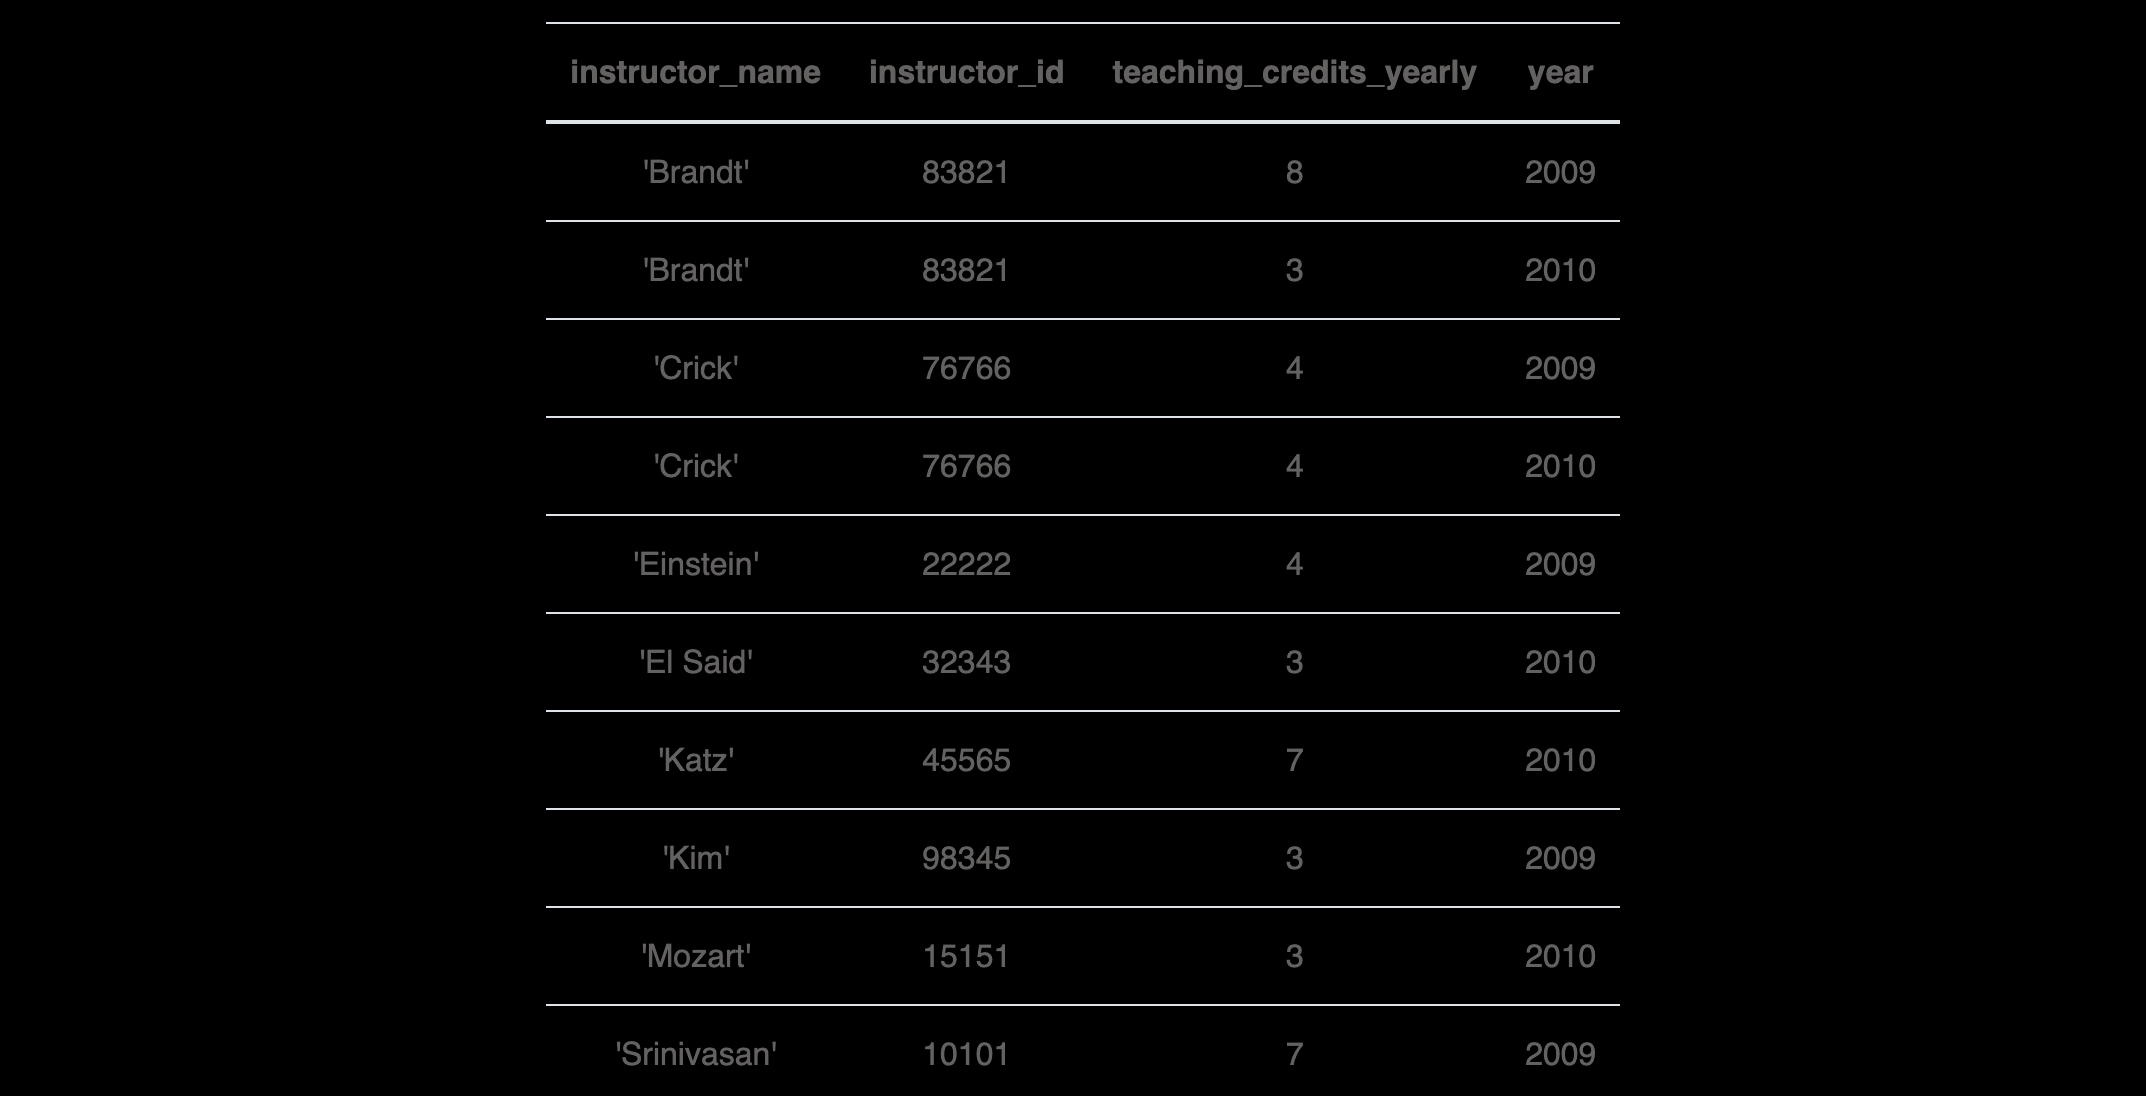 instructor_name instructor_id teaching_credits_yearly year
'Brandt' 83821 8 2009
'Brandt' 83821 3 2010
'Crick' 76766 4 2009
'Crick' 76766 4 2010
'Einstein' 22222 4 2009
'El Said' 32343 3 2010
'Katz' 45565 7 2010
'Kim' 98345 3 2009
'Mozart' 15151 3 2010
'Srinivasan' 10101 7 2009